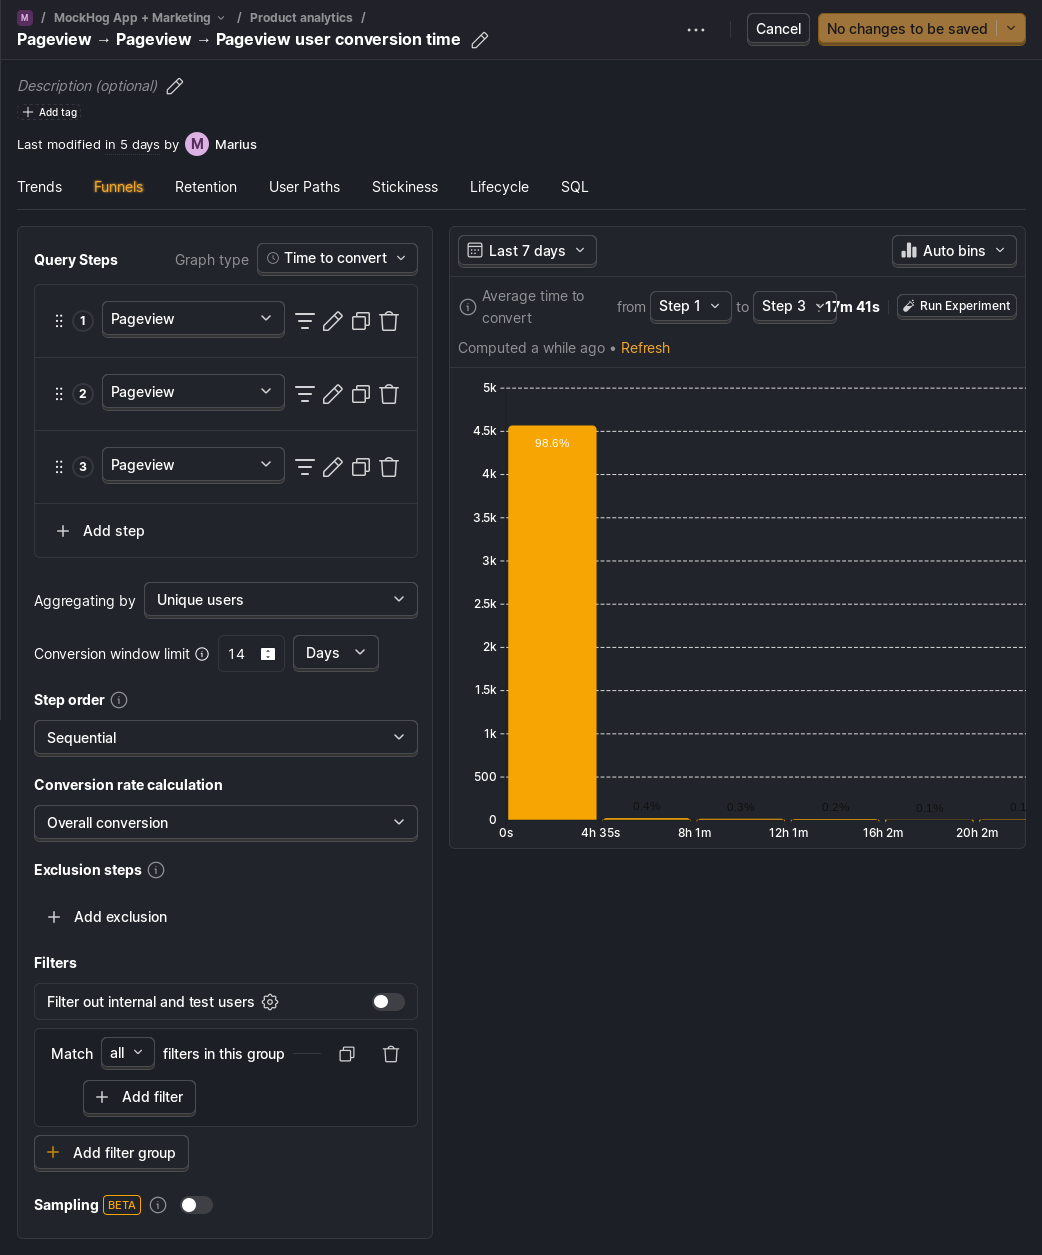 M / MockHog App + Marketing / Product analytics /
Pageview → Pageview → Pageview user conversion time
Cancel
No changes to be saved
Description (optional)
Add tag
Last modified in 5 days by M Marius
Trends Funnels Retention User Paths Stickiness Lifecycle SQL
Query Steps Graph type Time to convert
1 Pageview
2 Pageview
3 Pageview
Add step
Aggregating by Unique users
Conversion window limit 14 Days
Step order
Sequential
Conversion rate calculation
Overall conversion
Exclusion steps
Add exclusion
Filters
Filter out internal and test users
Match all filters in this group
Add filter
Add filter group
Sampling BETA
Last 7 days Auto bins
Average time to convert from Step 1 to Step 3 17m 41s Run Experiment
Computed a while ago • Refresh
5k
4.5k
98.6%
4k
3.5k
3k
2.5k
2k
1.5k
1k
500
0.4% 0.3% 0.2% 0.1% 0.1
0
0s 4h 35s 8h 1m 12h 1m 16h 2m 20h 2m